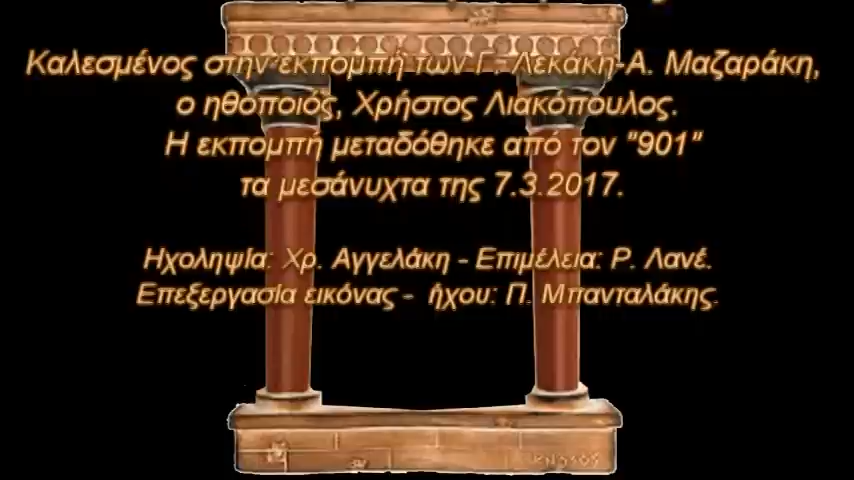 Καλεσμένος στην εκπομπή των Γ. Λεκάκη-Α. Μαζαράκη,
ο ηθοποιός, Χρήστος Λιακόπουλος.
Η εκπομπή μεταδόθηκε από τον "901"
τα μεσάνυχτα της 7.3.2017.
Ηχοληψία: Χρ. Αγγελάκη - Επιμέλεια: Ρ. Λανέ.
Επεξεργασία εικόνας - ήχου: Π. Μπανταλάκης.
KNOSOS